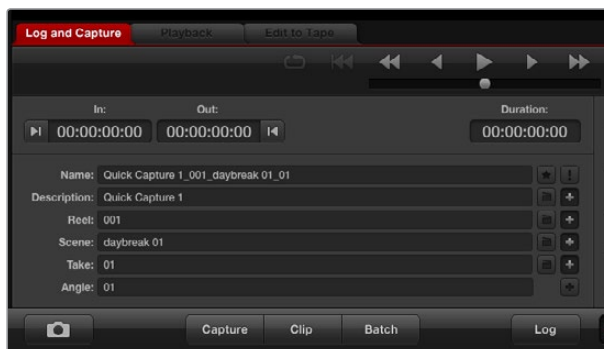 Log and Capture Playback Edit to Tape
In: Out: Duration:
00:00:00:00 00:00:00:00 00:00:00:00
Name: Quick Capture 1_001_daybreak 01_01
Description: Quick Capture 1
Reel: 001
Scene: daybreak 01
Take: 01
Angle: 01
Capture Clip Batch Log